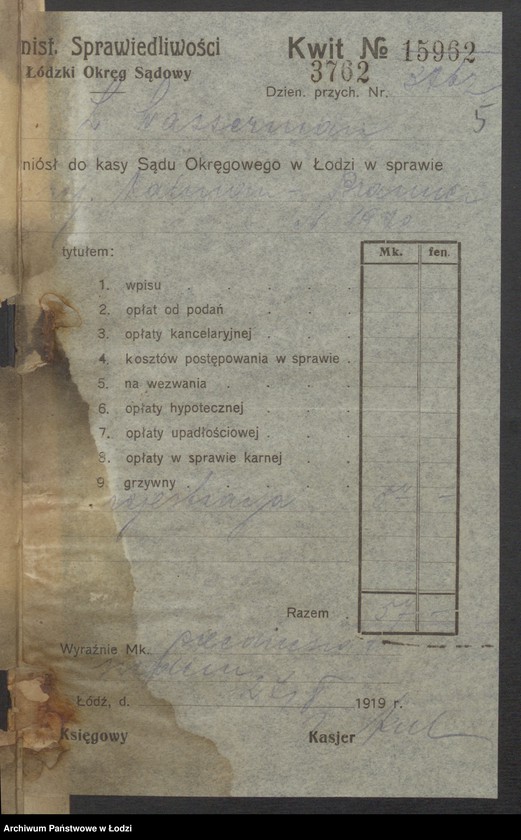 nist. Sprawiedliwości
Łódzki Okręg Sądowy
Kwit № 15962
3762
Dzien. przych. Nr.
5
L Wasserman
niósł do kasy Sądu Okręgowego w Łodzi w sprawie
tytułem:
Mk. fen.
1. wpisu
2. opłat od podań
3. opłaty kancelaryjnej
4. kosztów postępowania w sprawie
5. na wezwania
6. opłaty hypotecznej
7. opłaty upadłościowej
8. opłaty w sprawie karnej
9. grzywny
rejestracja
Razem
Wyraźnie Mk.
Łódź, d. 1919 r.
Księgowy Kasjer
Archiwum Państwowe w Łodzi